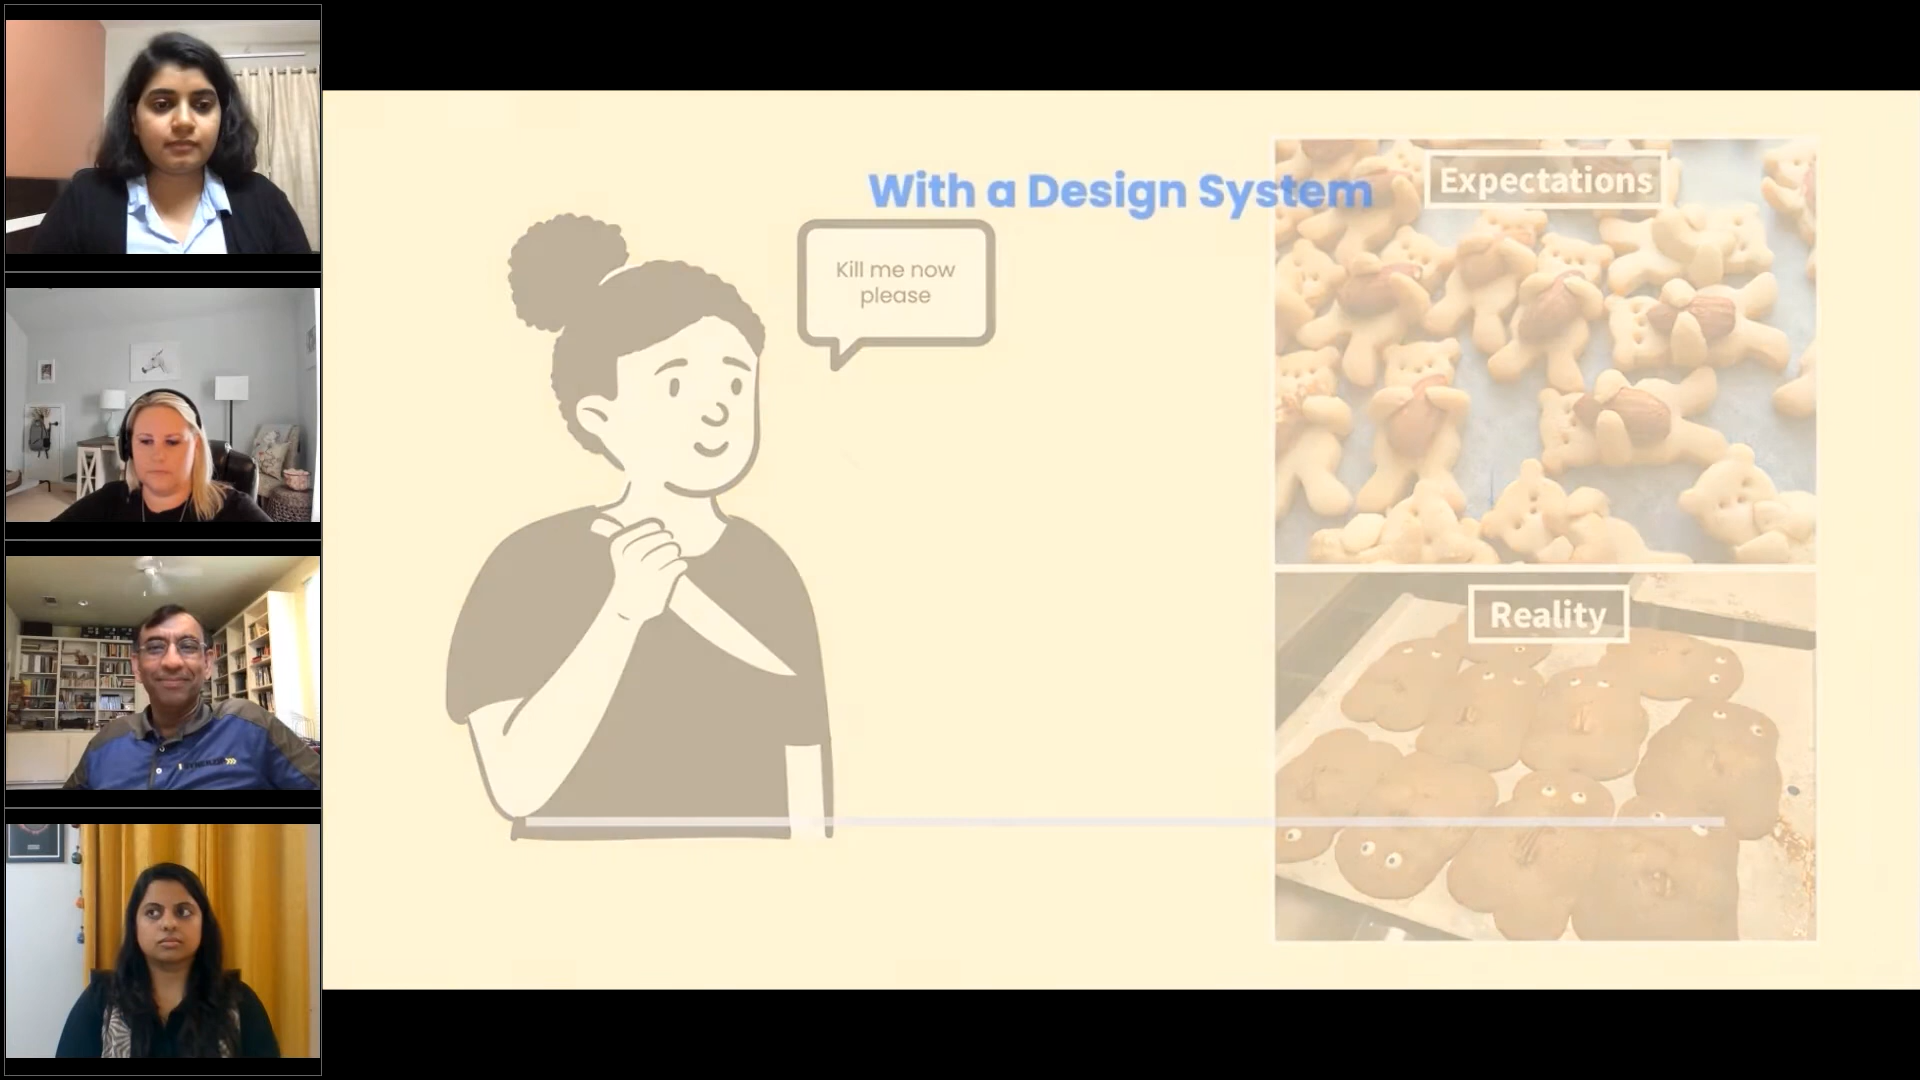 With a Design System
Expectations
Kill me now
please
Reality